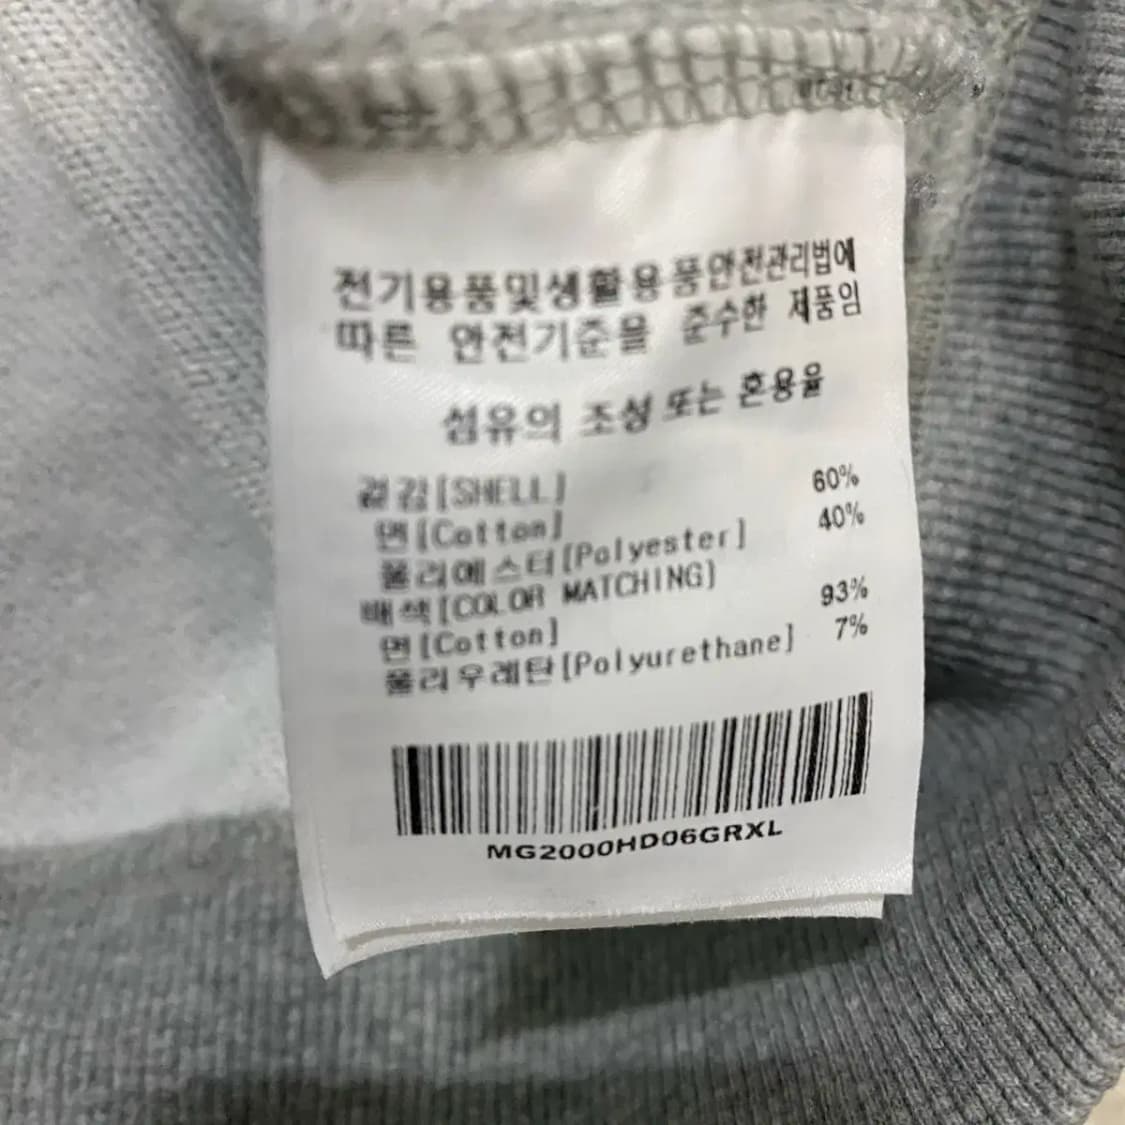 전기용품및생활용품안전관리법에
따른 안전기준을 준수한 제품임
섬유의 조성 또는 혼용율
겉감[SHELL]
면[Cotton] 60%
폴리에스터[Polyester] 40%
배색[COLOR MATCHING]
면[Cotton] 93%
폴리우레탄[Polyurethane] 7%
MG2000HD06GRXL